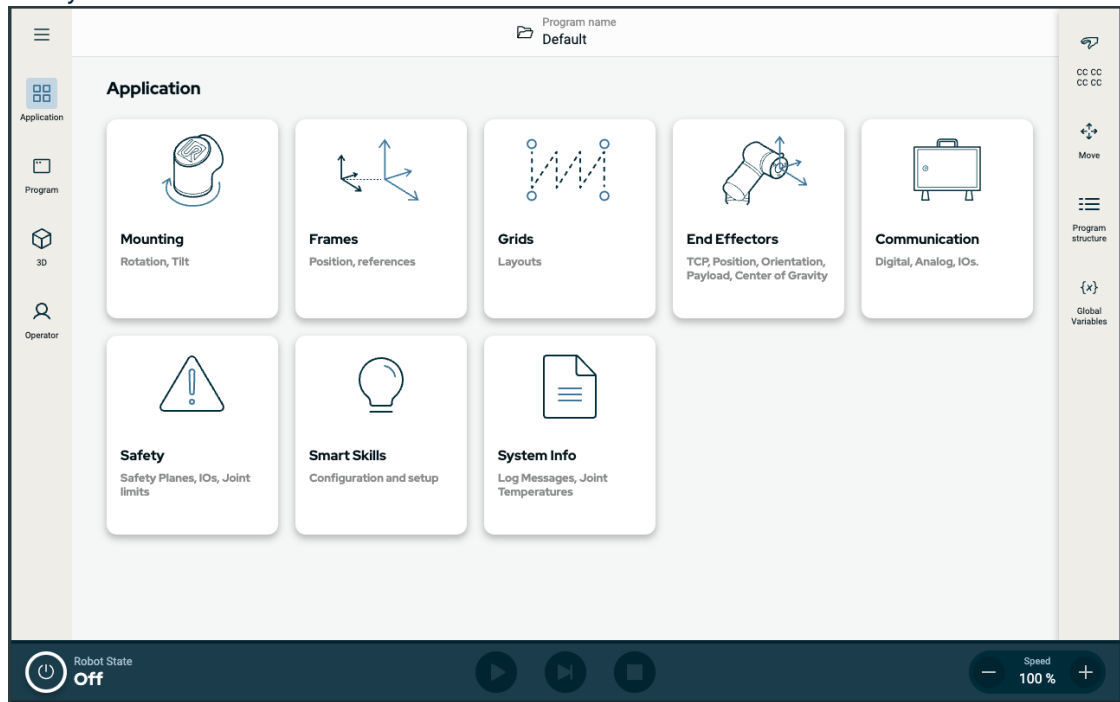 Program name
Default
Application
Program
3D
Operator
Application
Mounting
Rotation, Tilt
Frames
Position, references
Grids
Layouts
End Effectors
TCP, Position, Orientation,
Payload, Center of Gravity
Communication
Digital, Analog, IOs.
Safety
Safety Planes, IOs, Joint
limits
Smart Skills
Configuration and setup
System Info
Log Messages, Joint
Temperatures
CC CC
CC CC
Move
Program
structure
{x}
Global
Variables
Robot State
Off
Speed
100 %